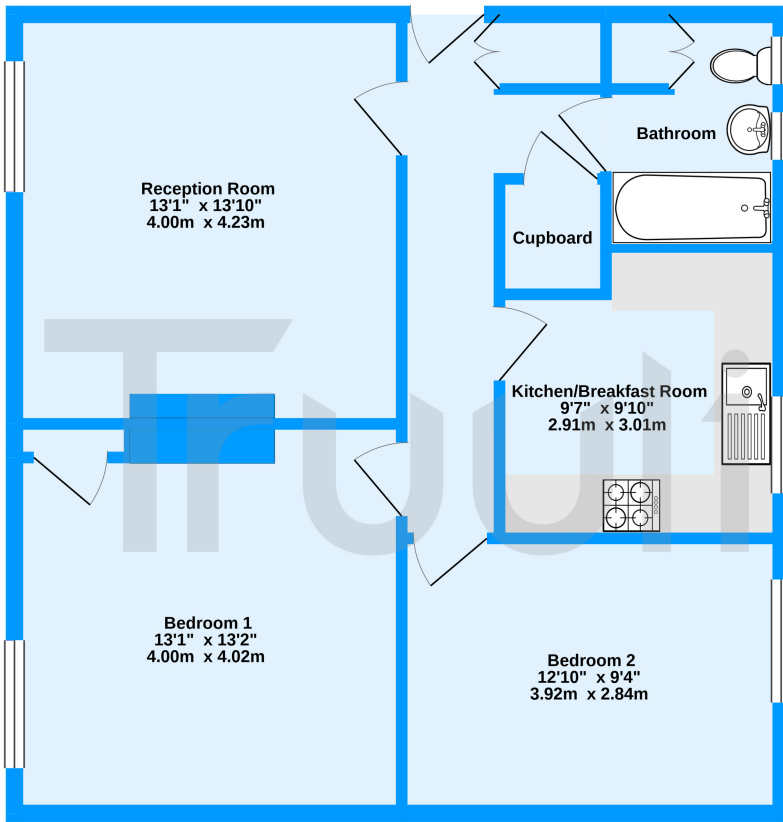 Reception Room
13'1" x 13'10"
4.00m x 4.23m
Bathroom
Cupboard
Kitchen/Breakfast Room
9'7" x 9'10"
2.91m x 3.01m
Truuli
Bedroom 1
13'1" x 13'2"
4.00m x 4.02m
Bedroom 2
12'10" x 9'4"
3.92m x 2.84m